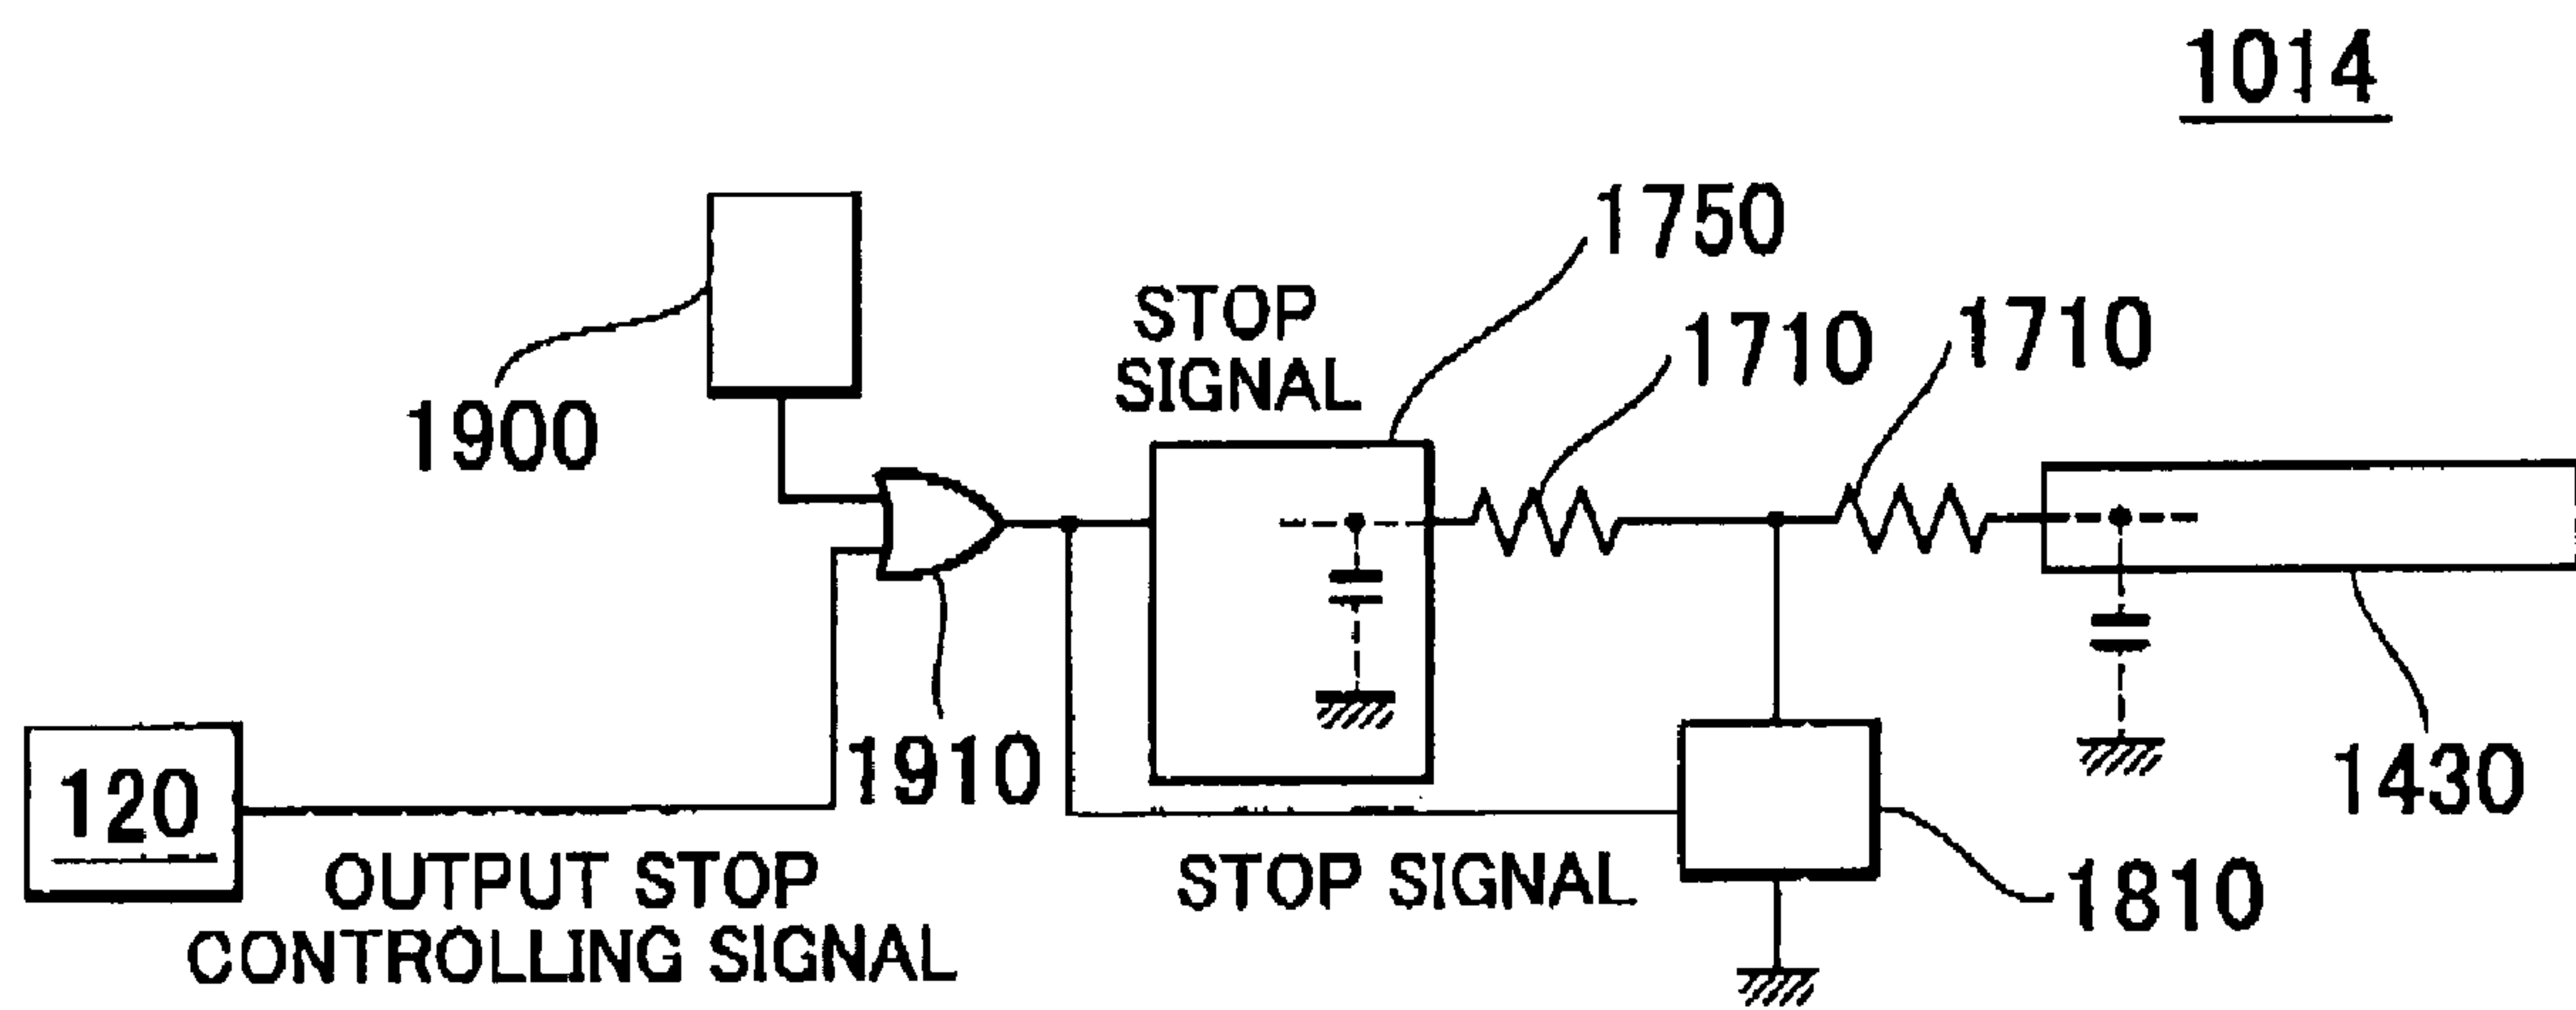 1014
1750
STOP
SIGNAL
1710
1710
1900
1910
120
1430
OUTPUT STOP
CONTROLLING SIGNAL
STOP SIGNAL
1810